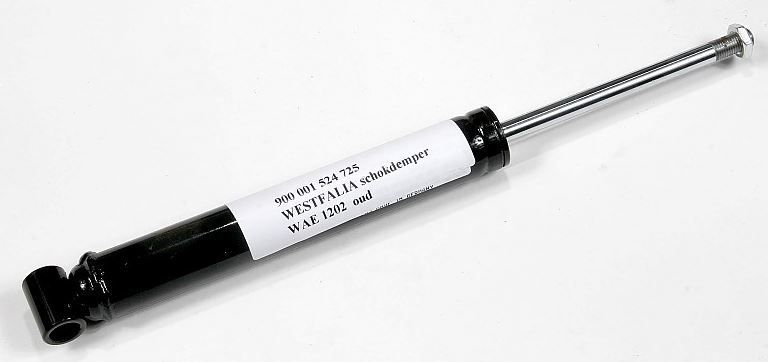 900 001 524 725
WESTFALIA schokdemper
WAE 1202 oud